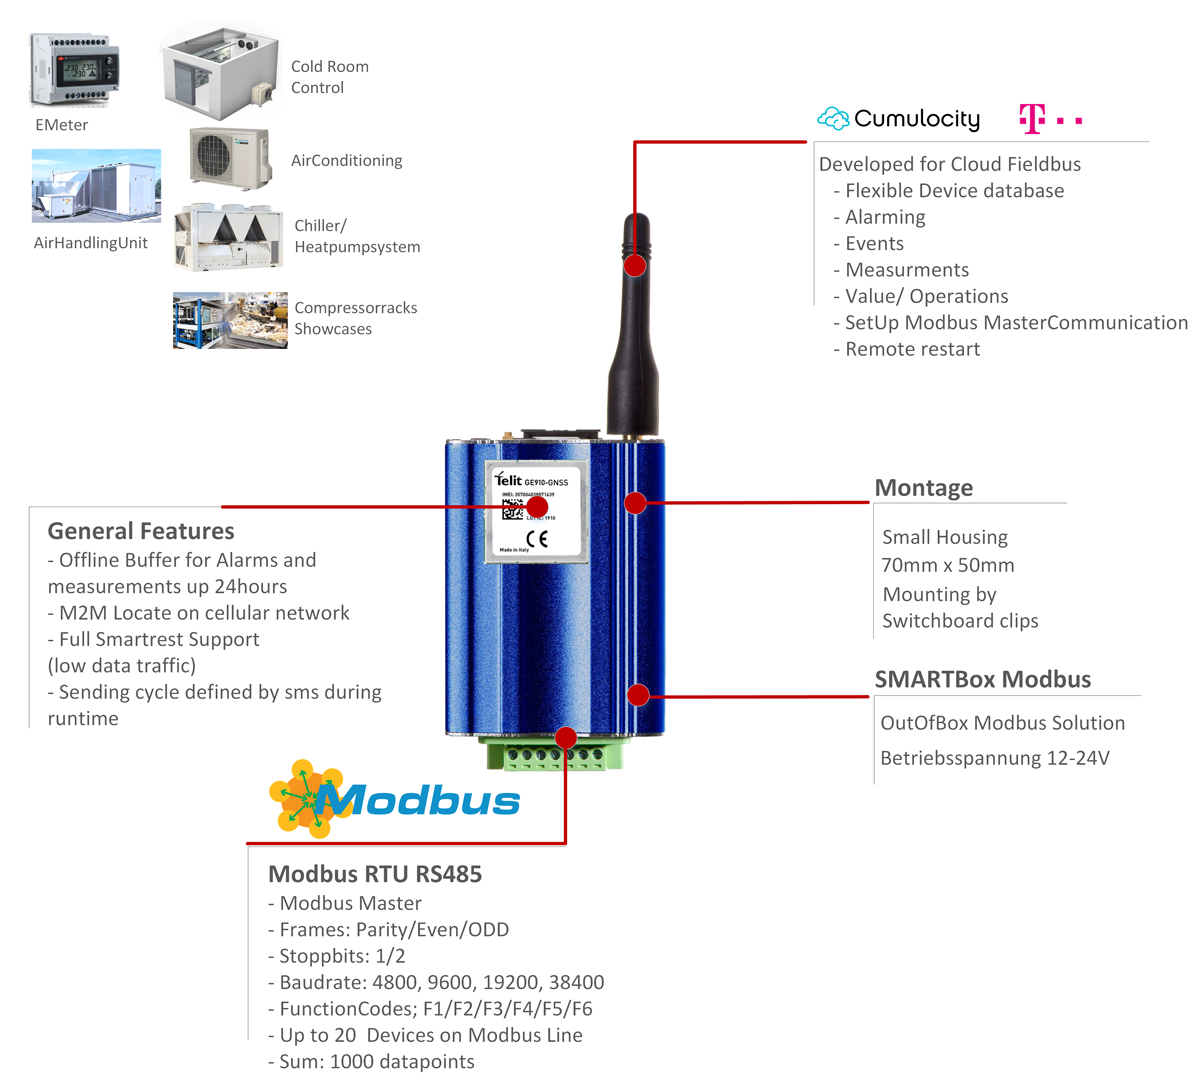 EMeter
AirHandlingUnit
Cold Room
Control
AirConditioning
Chiller/
Heatpumpsystem
Compressorracks
Showcases
Cumulocity T
Developed for Cloud Fieldbus
- Flexible Device database
- Alarming
- Events
- Measurments
- Value/ Operations
- SetUp Modbus MasterCommunication
- Remote restart
Telit GE910-GNSS
CE
Made in Italy
General Features
- Offline Buffer for Alarms and
measurements up 24hours
- M2M Locate on cellular network
- Full Smartrest Support
(low data traffic)
- Sending cycle defined by sms during
runtime
Montage
Small Housing
70mm x 50mm
Mounting by
Switchboard clips
SMARTBox Modbus
OutOfBox Modbus Solution
Betriebsspannung 12-24V
Modbus
Modbus RTU RS485
- Modbus Master
- Frames: Parity/Even/ODD
- Stoppbits: 1/2
- Baudrate: 4800, 9600, 19200, 38400
- FunctionCodes; F1/F2/F3/F4/F5/F6
- Up to 20 Devices on Modbus Line
- Sum: 1000 datapoints